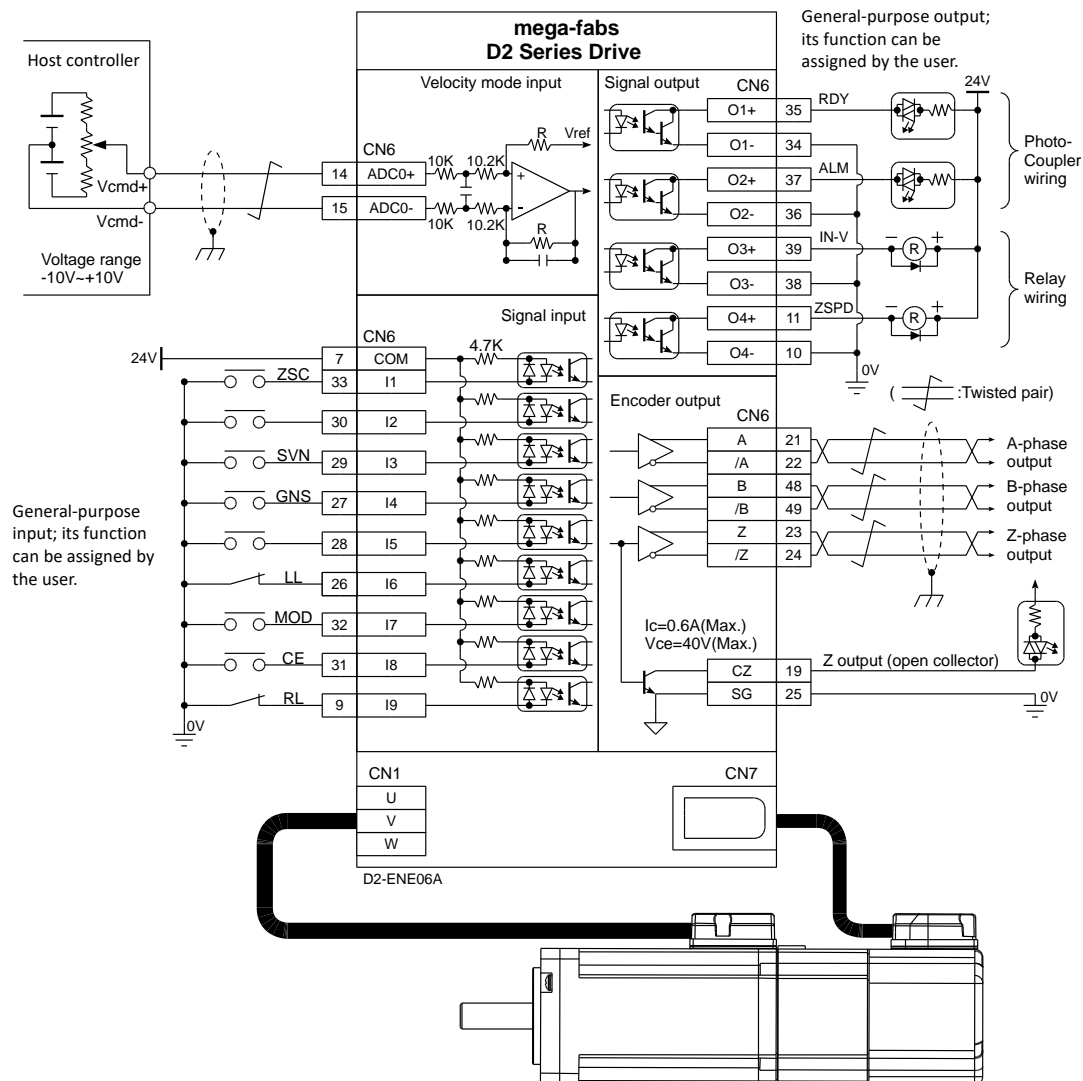 mega-fabs
D2 Series Drive
General-purpose output;
its function can be
assigned by the user.
Host controller
Vcmd+
Vcmd-
Voltage range
-10V~+10V
Velocity mode input
CN6
14 ADC0+ 10K 10.2K
15 ADC0- 10K 10.2K
R Vref
+
-
R
Signal output CN6
24V
O1+ 35 RDY
O1- 34
O2+ 37 ALM
O2- 36
O3+ 39 IN-V - R +
O3- 38
O4+ 11 ZSPD - R +
O4- 10
0V
Photo-
Coupler
wiring
Relay
wiring
Signal input
CN6
4.7K
24V 7 COM
ZSC 33 I1
30 I2
SVN 29 I3
GNS 27 I4
28 I5
LL 26 I6
MOD 32 I7
CE 31 I8
RL 9 I9
0V
General-purpose
input; its function
can be assigned by
the user.
( :Twisted pair)
Encoder output
CN6
A 21
/A 22
B 48
/B 49
Z 23
/Z 24
A-phase
output
B-phase
output
Z-phase
output
Ic=0.6A(Max.)
Vce=40V(Max.)
CZ 19 Z output (open collector)
SG 25
0V
CN1
U
V
W
CN7
D2-ENE06A